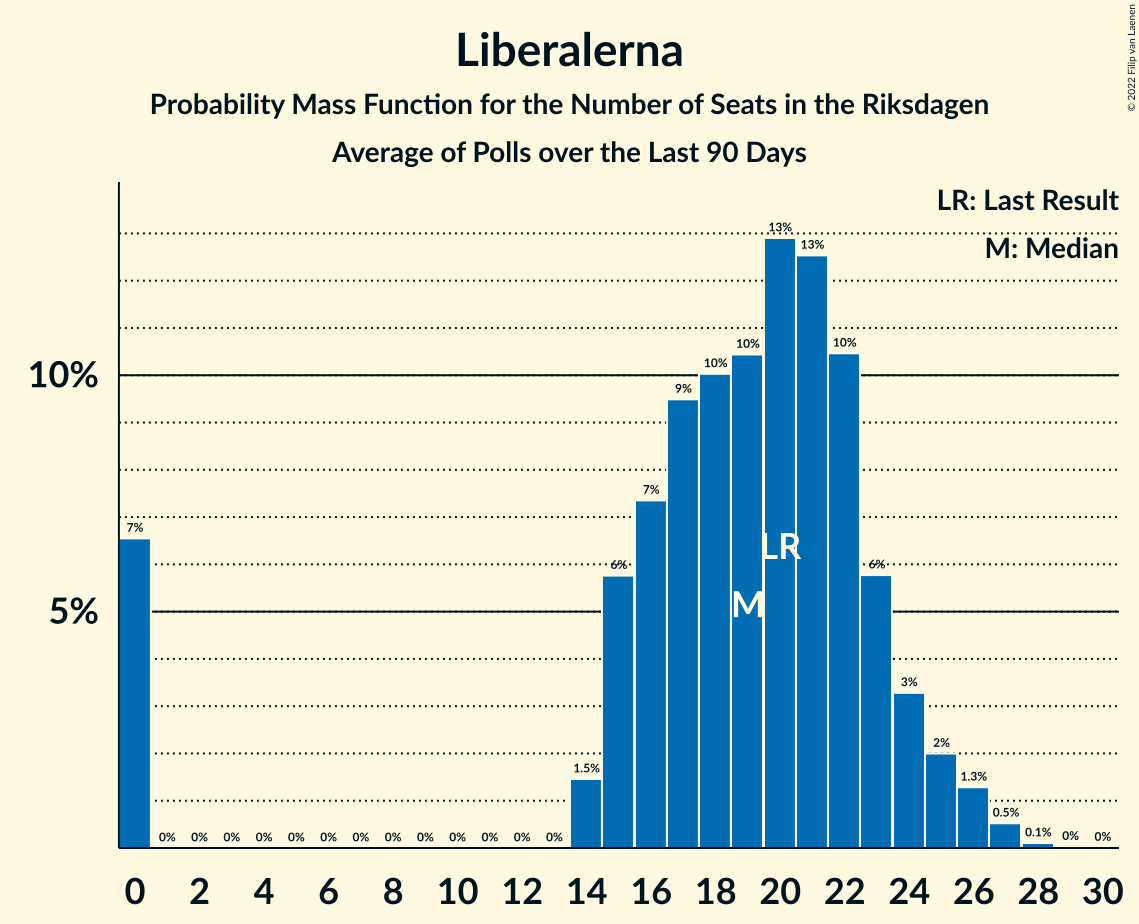 Liberalerna
Probability Mass Function for the Number of Seats in the Riksdagen
Average of Polls over the Last 90 Days
© 2022 Filip van Laenen
LR: Last Result
M: Median
10%
5%
7% 0% 0% 0% 0% 0% 0% 0% 0% 0% 0% 0% 0% 0% 1.5% 6% 7% 9% 10% 10% 13% 13% 10% 6% 3% 2% 1.3% 0.5% 0.1% 0% 0%
LR
M
0 2 4 6 8 10 12 14 16 18 20 22 24 26 28 30